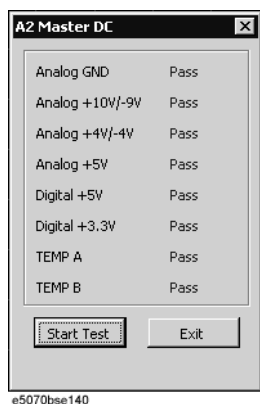 A2 Master DC
Analog GND Pass
Analog +10V/-9V Pass
Analog +4V/-4V Pass
Analog +5V Pass
Digital +5V Pass
Digital +3.3V Pass
TEMP A Pass
TEMP B Pass
Start Test Exit
e5070bse140